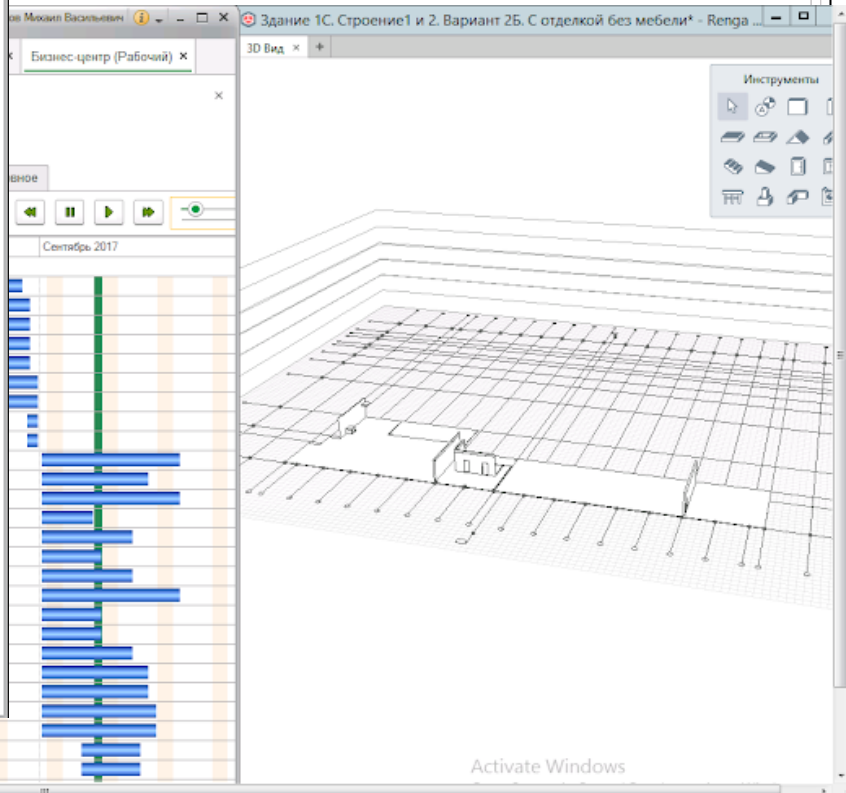 ов Михаил Васильевич
Здание 1С. Строение1 и 2. Вариант 2Б. С отделкой без мебели* - Renga ...
3D Вид
Бизнес-центр (Рабочий)
Инструменты
вное
Сентябрь 2017
Activate Windows